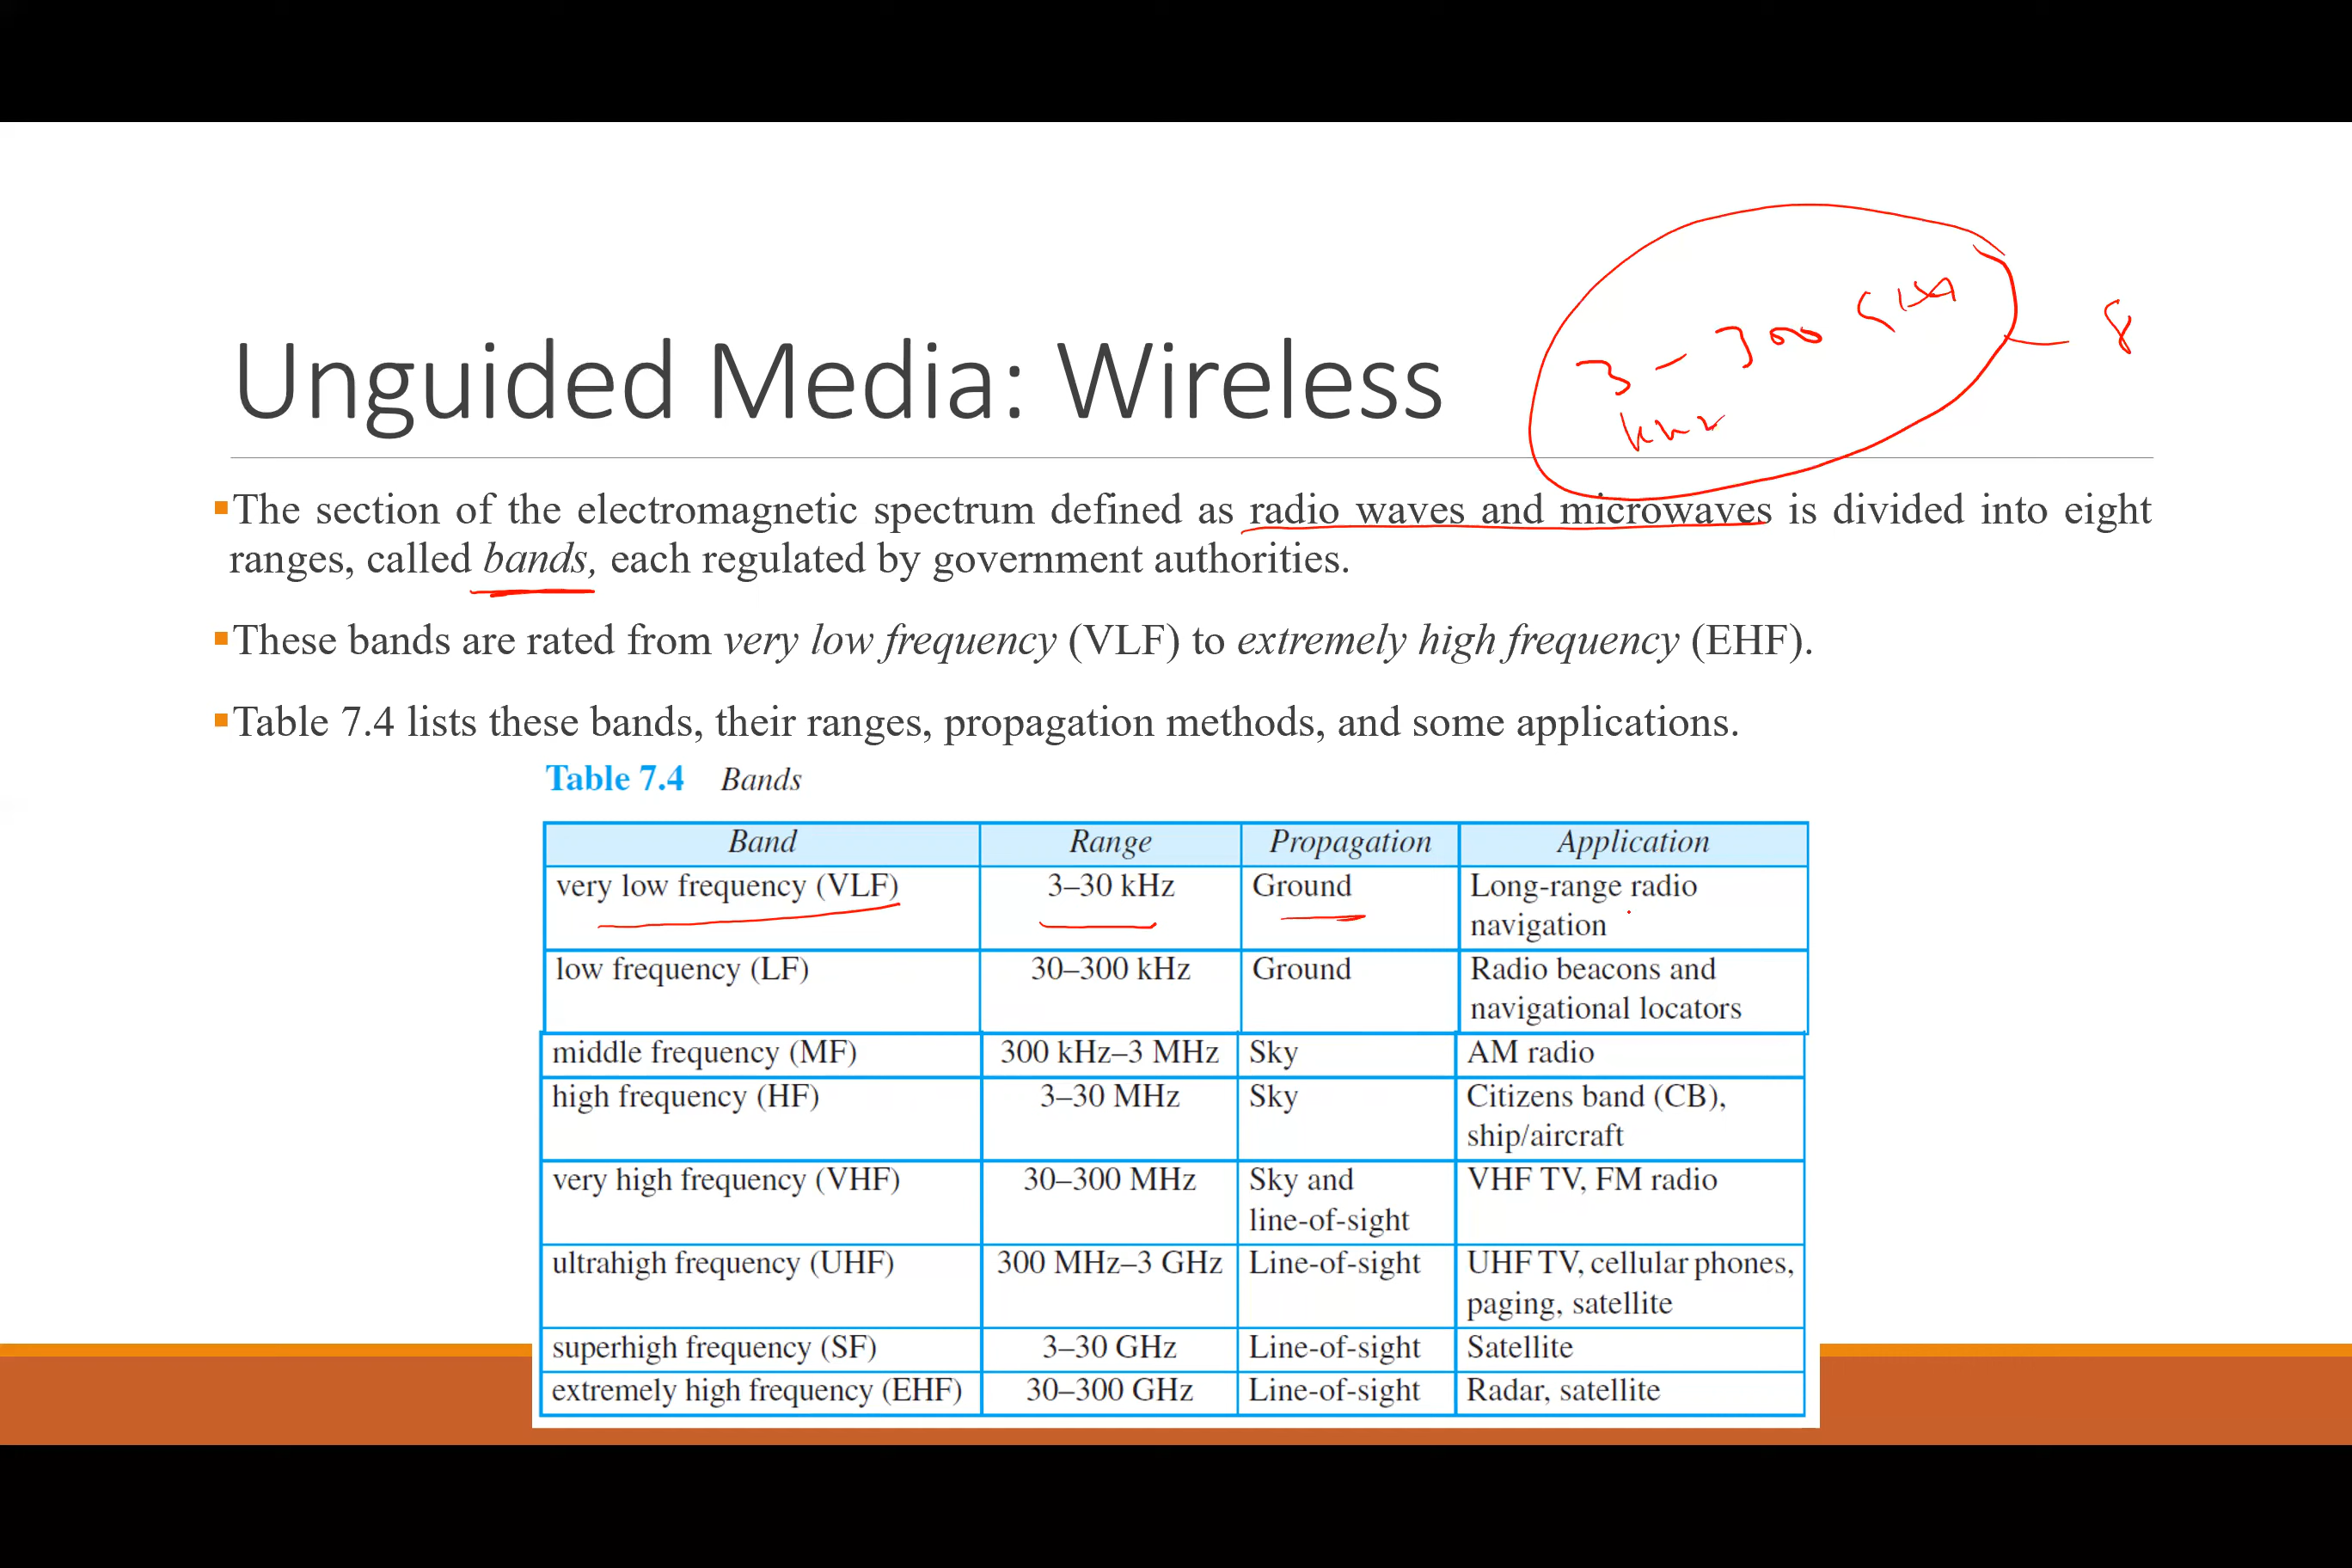 3 - 300 GHz
kHz
8
Unguided Media: Wireless
▪The section of the electromagnetic spectrum defined as radio waves and microwaves is divided into eight
ranges, called bands, each regulated by government authorities.
▪These bands are rated from very low frequency (VLF) to extremely high frequency (EHF).
▪Table 7.4 lists these bands, their ranges, propagation methods, and some applications.
Table 7.4 Bands
Band Range Propagation Application
very low frequency (VLF) 3–30 kHz Ground Long-range radio
navigation
low frequency (LF) 30–300 kHz Ground Radio beacons and
navigational locators
middle frequency (MF) 300 kHz–3 MHz Sky AM radio
high frequency (HF) 3–30 MHz Sky Citizens band (CB),
ship/aircraft
very high frequency (VHF) 30–300 MHz Sky and VHF TV, FM radio
line-of-sight
ultrahigh frequency (UHF) 300 MHz–3 GHz Line-of-sight UHF TV, cellular phones,
paging, satellite
superhigh frequency (SF) 3–30 GHz Line-of-sight Satellite
extremely high frequency (EHF) 30–300 GHz Line-of-sight Radar, satellite